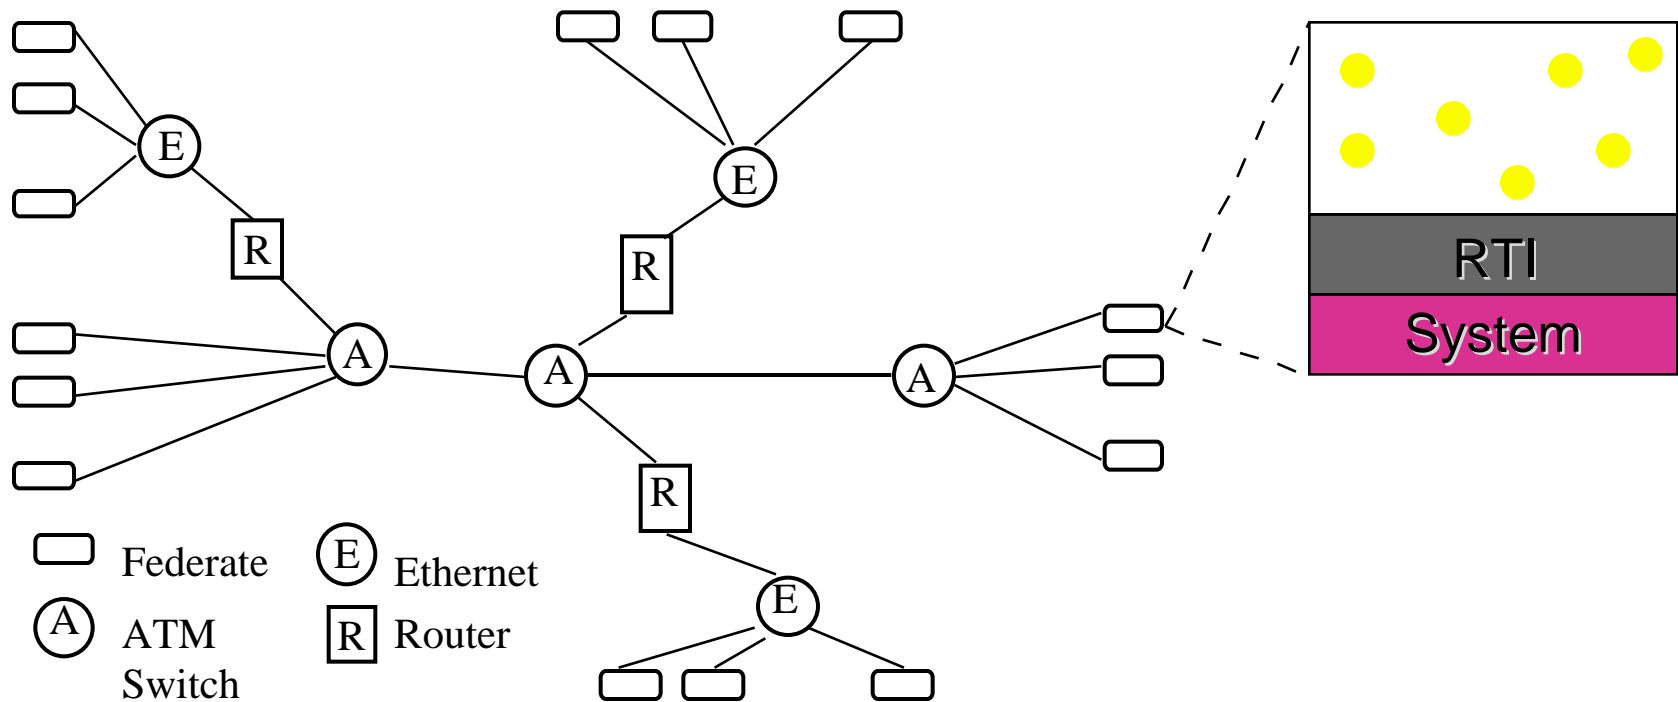 E
E
R
R
RTI
System
A
A
A
R
E
Federate
E
Ethernet
A
ATM
Switch
R
Router